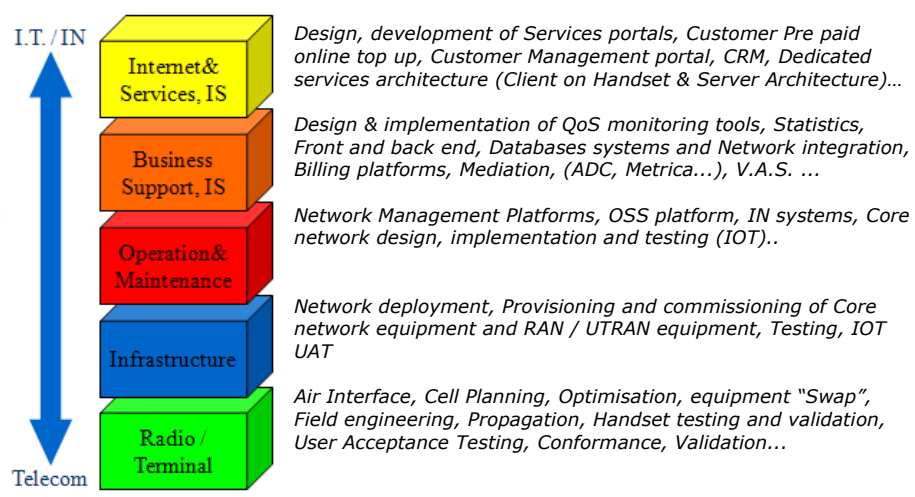 I.T. / IN
Internet&
Services, IS
Design, development of Services portals, Customer Pre paid
online top up, Customer Management portal, CRM, Dedicated
services architecture (Client on Handset & Server Architecture)…
Business
Support, IS
Design & implementation of QoS monitoring tools, Statistics,
Front and back end, Databases systems and Network integration,
Billing platforms, Mediation, (ADC, Metrica...), V.A.S. ...
Operation&
Maintenance
Network Management Platforms, OSS platform, IN systems, Core
network design, implementation and testing (IOT)..
Infrastructure
Network deployment, Provisioning and commissioning of Core
network equipment and RAN / UTRAN equipment, Testing, IOT
UAT
Radio /
Terminal
Air Interface, Cell Planning, Optimisation, equipment “Swap”,
Field engineering, Propagation, Handset testing and validation,
User Acceptance Testing, Conformance, Validation...
Telecom